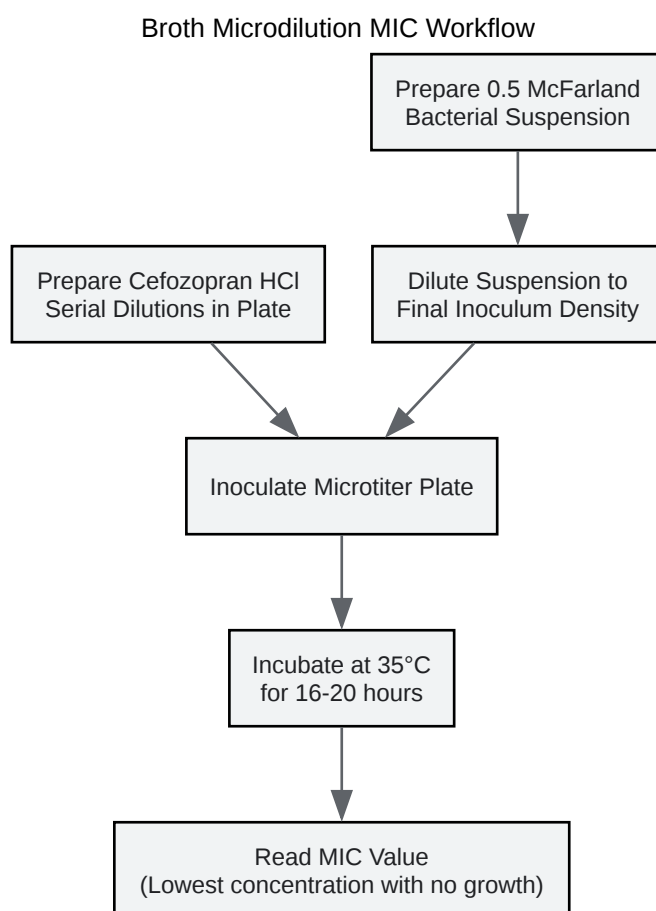 Broth Microdilution MIC Workflow
Prepare 0.5 McFarland
Bacterial Suspension
Prepare Cefozopran HCl
Serial Dilutions in Plate
Dilute Suspension to
Final Inoculum Density
Inoculate Microtiter Plate
Incubate at 35°C
for 16-20 hours
Read MIC Value
(Lowest concentration with no growth)